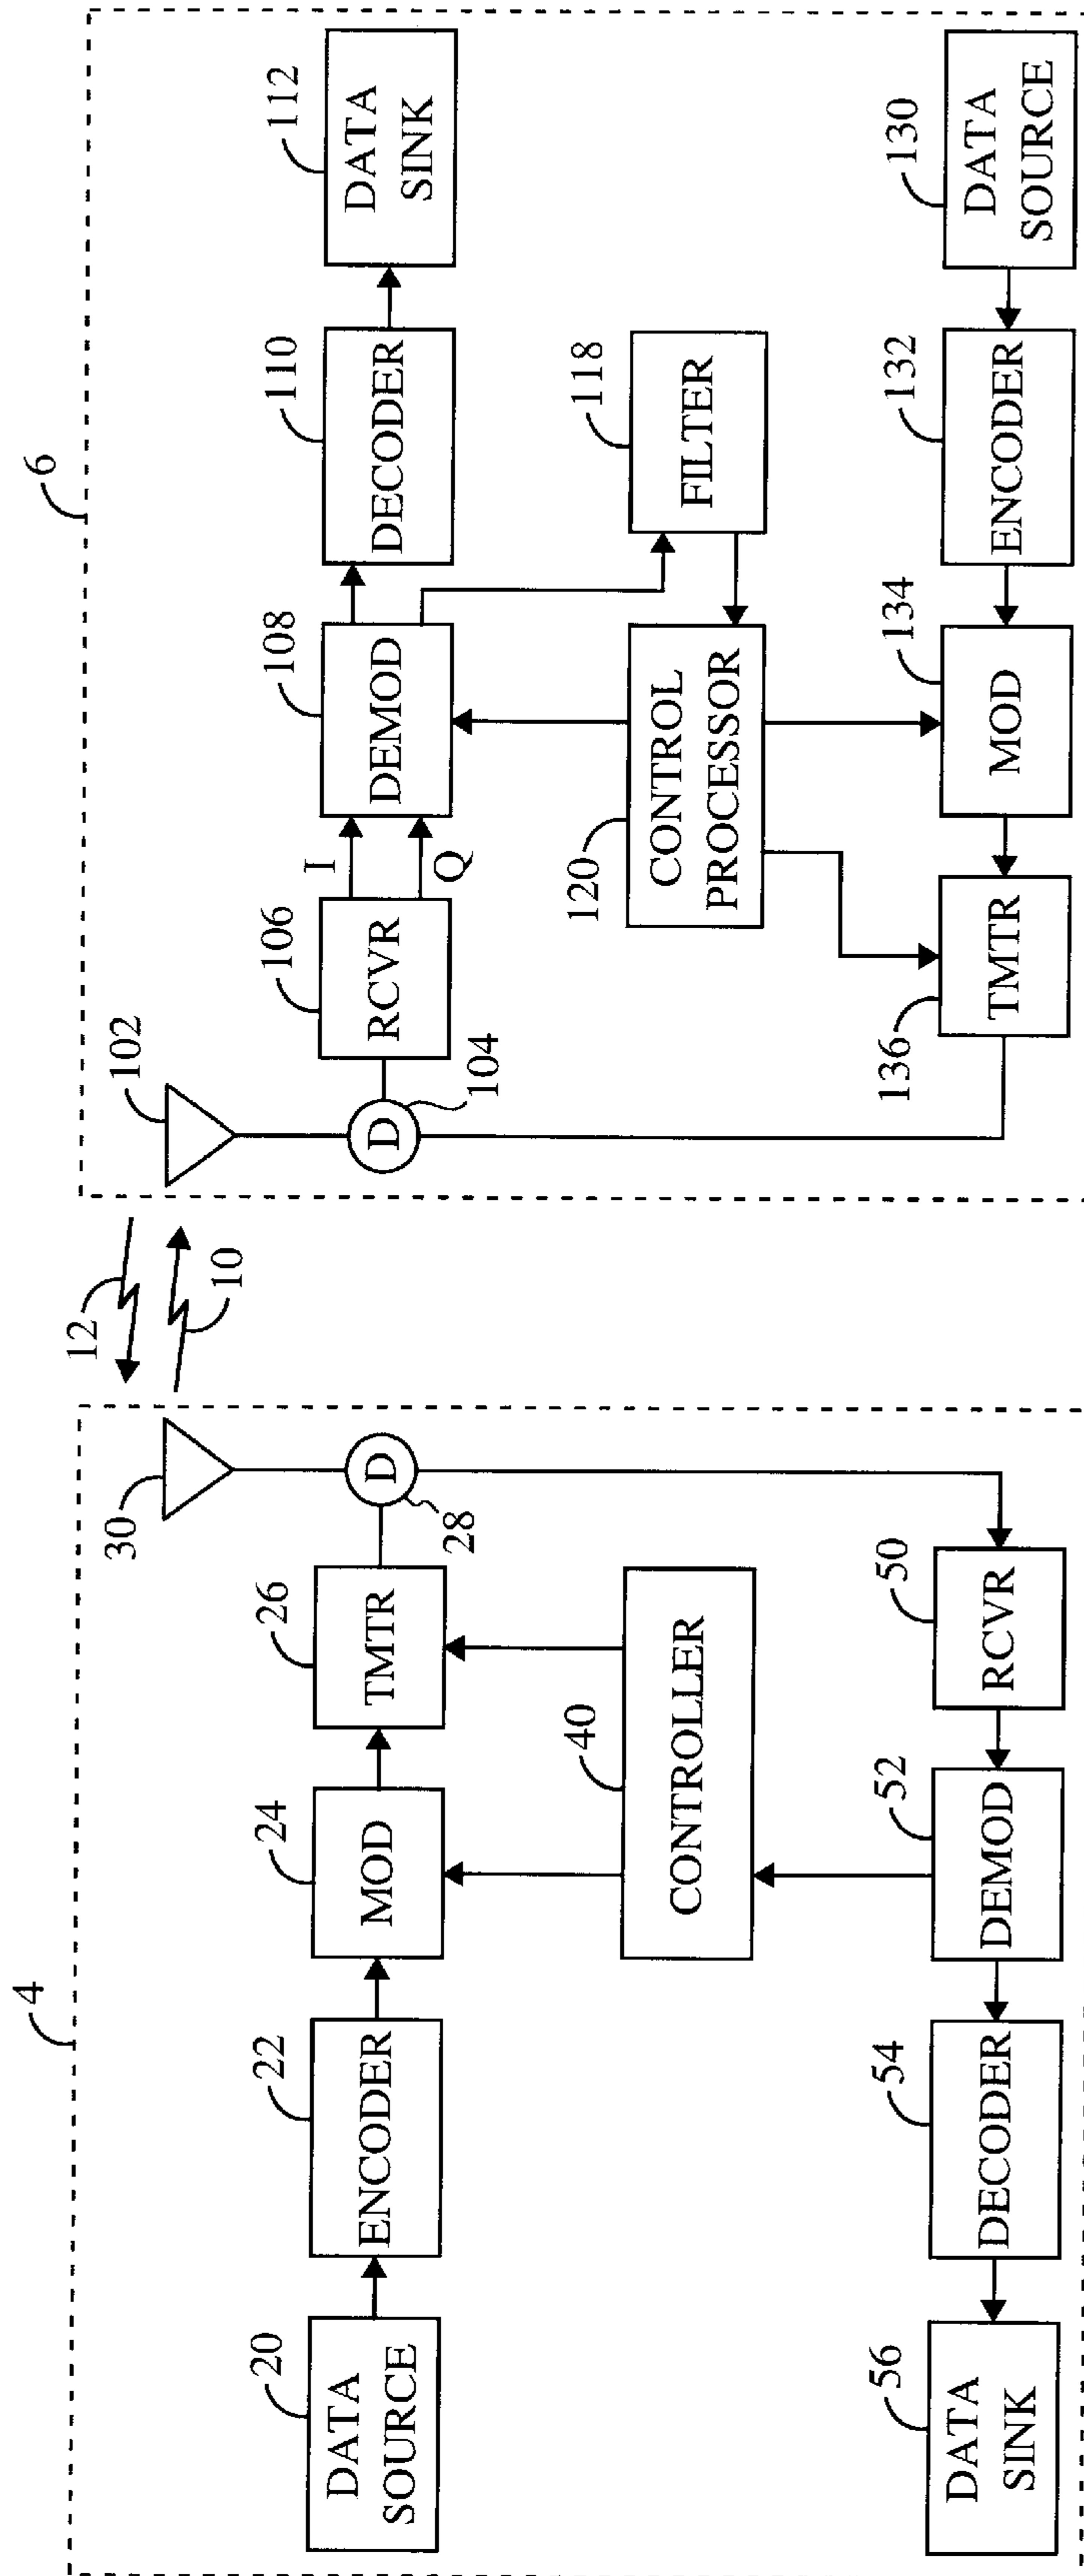 4
20
DATA
SOURCE
22
ENCODER
24
MOD
26
TMTR
30
D
28
40
CONTROLLER
56
DATA
SINK
54
DECODER
52
DEMOD
50
RCVR
12
10
6
102
D
104
106
RCVR
I
Q
108
DEMOD
110
DECODER
112
DATA
SINK
120
CONTROL
PROCESSOR
118
FILTER
136
TMTR
134
MOD
132
ENCODER
130
DATA
SOURCE